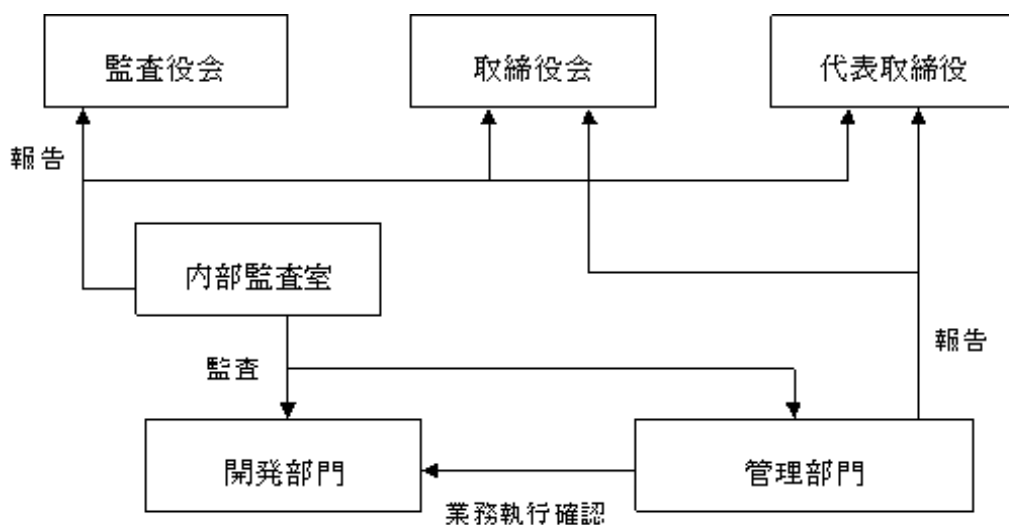 監査役会
取締役会
代表取締役
報告
内部監査室
報告
監査
開発部門
管理部門
業務執行確認